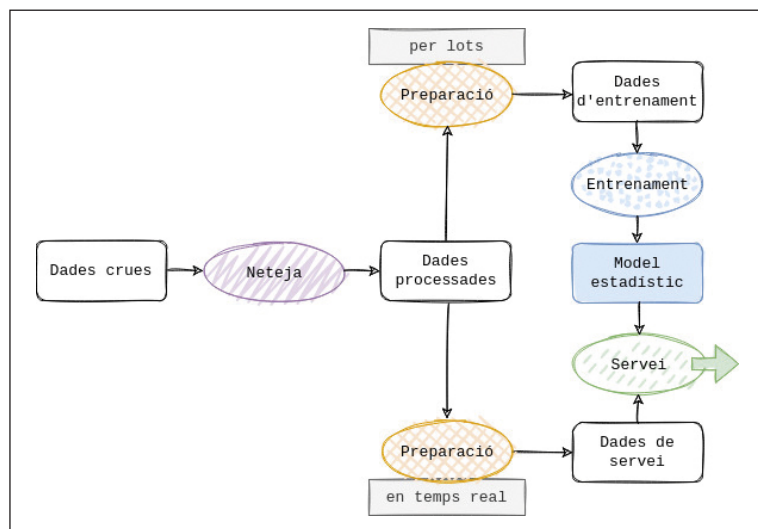 per lots
Preparació
Dades
d'entrenament
Entrenament
Dades crues
Neteja
Dades
processades
Model
estadístic
Servei
Preparació
en temps real
Dades de
servei